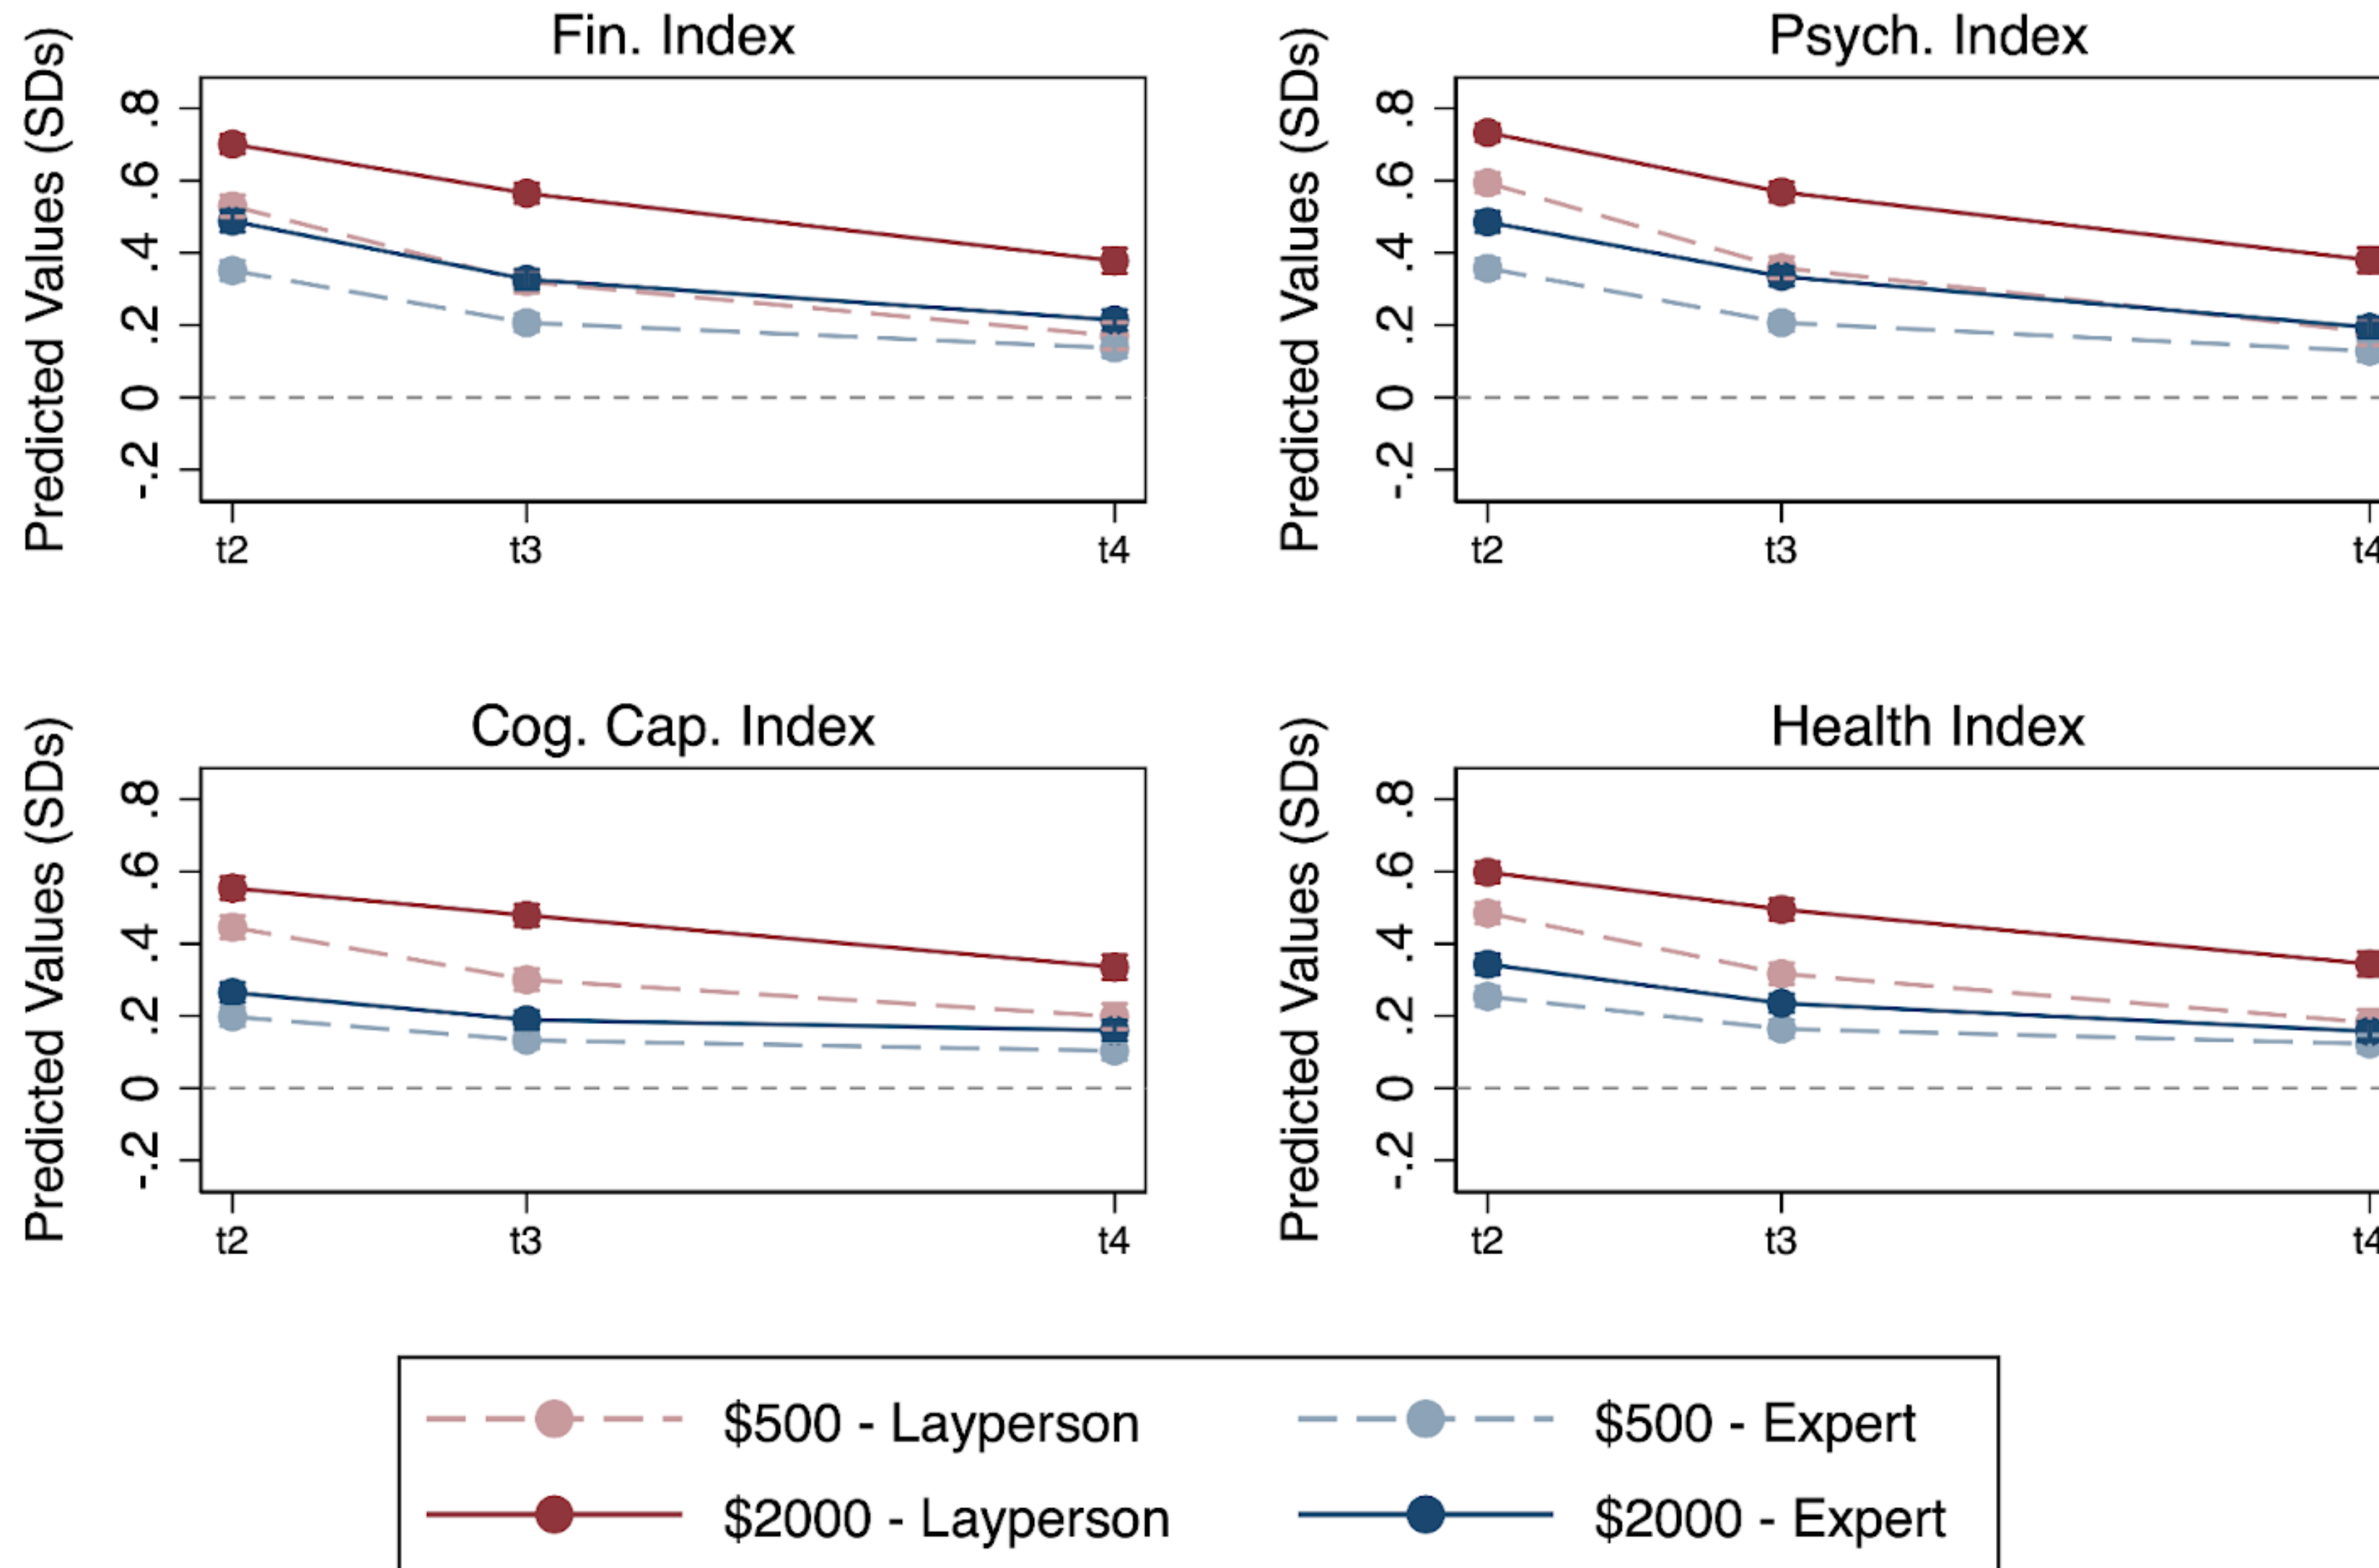 Fin. Index
Predicted Values (SDs)
.8
.6
.4
.2
0
-.2
t2 t3 t4
Psych. Index
Predicted Values (SDs)
.8
.6
.4
.2
0
-.2
t2 t3 t4
Cog. Cap. Index
Predicted Values (SDs)
.8
.6
.4
.2
0
-.2
t2 t3 t4
Health Index
Predicted Values (SDs)
.8
.6
.4
.2
0
-.2
t2 t3 t4
$500 - Layperson $500 - Expert
$2000 - Layperson $2000 - Expert